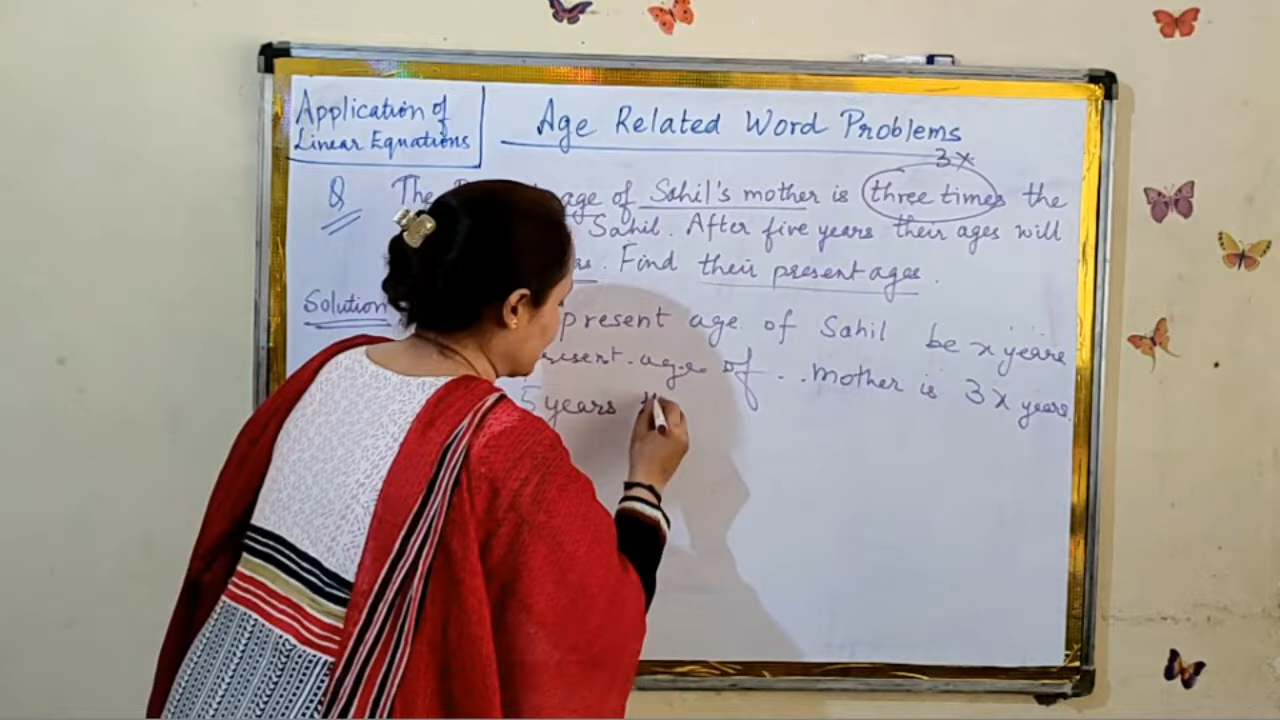 Application of
Linear Equations
Age Related Word Problems
3x
Q The age of Sahil's mother is three times the
Sahil. After five years their ages will
Find their present ages.
Solution present age of Sahil be x years
age of .. Mother is 3x years.
5 years